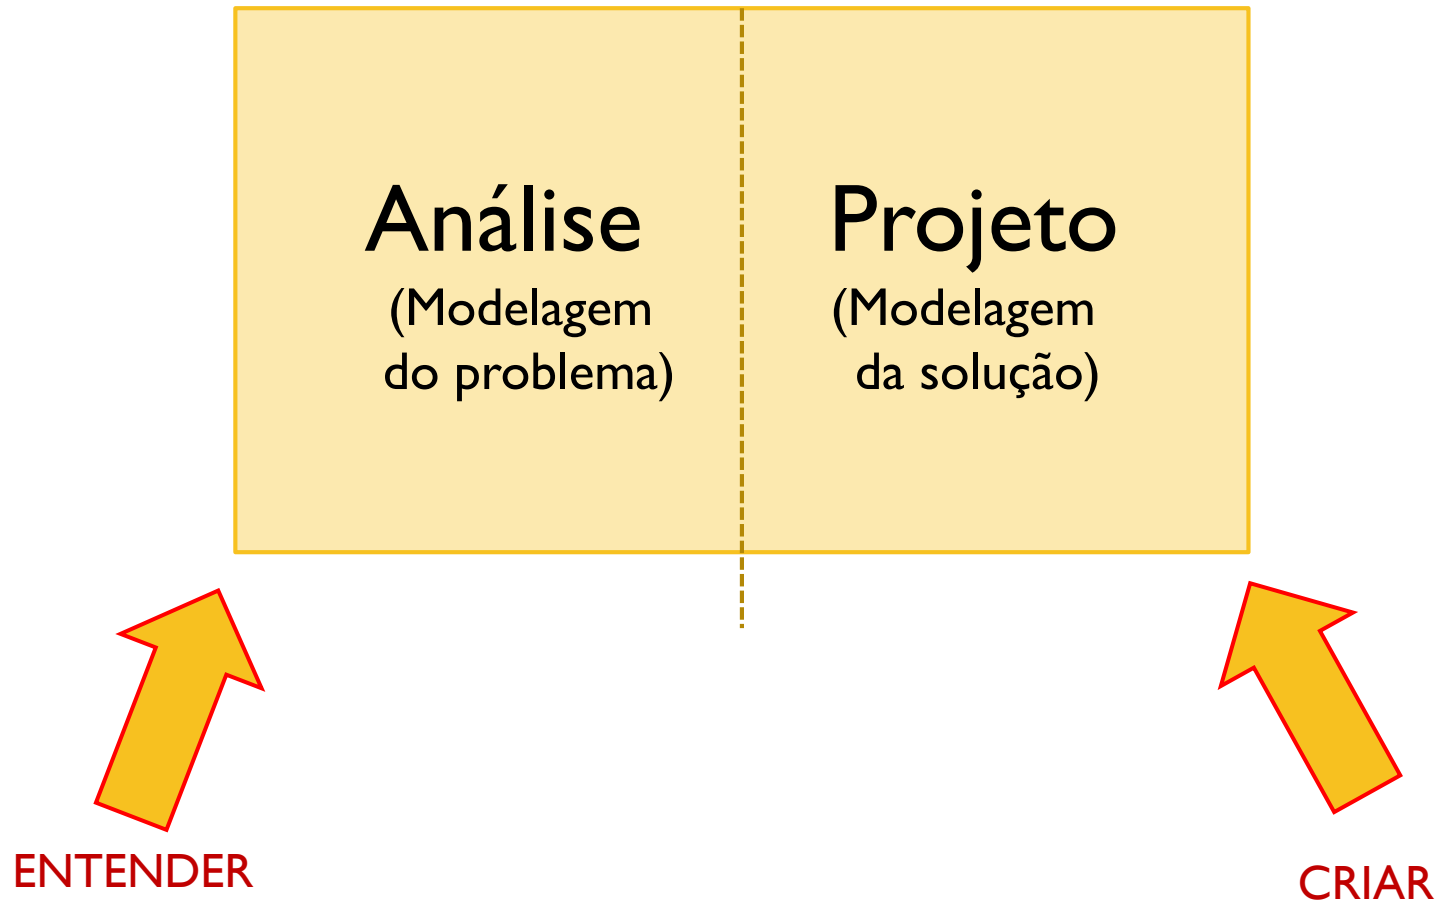 Análise
(Modelagem
do problema)
Projeto
(Modelagem
da solução)
ENTENDER
CRIAR